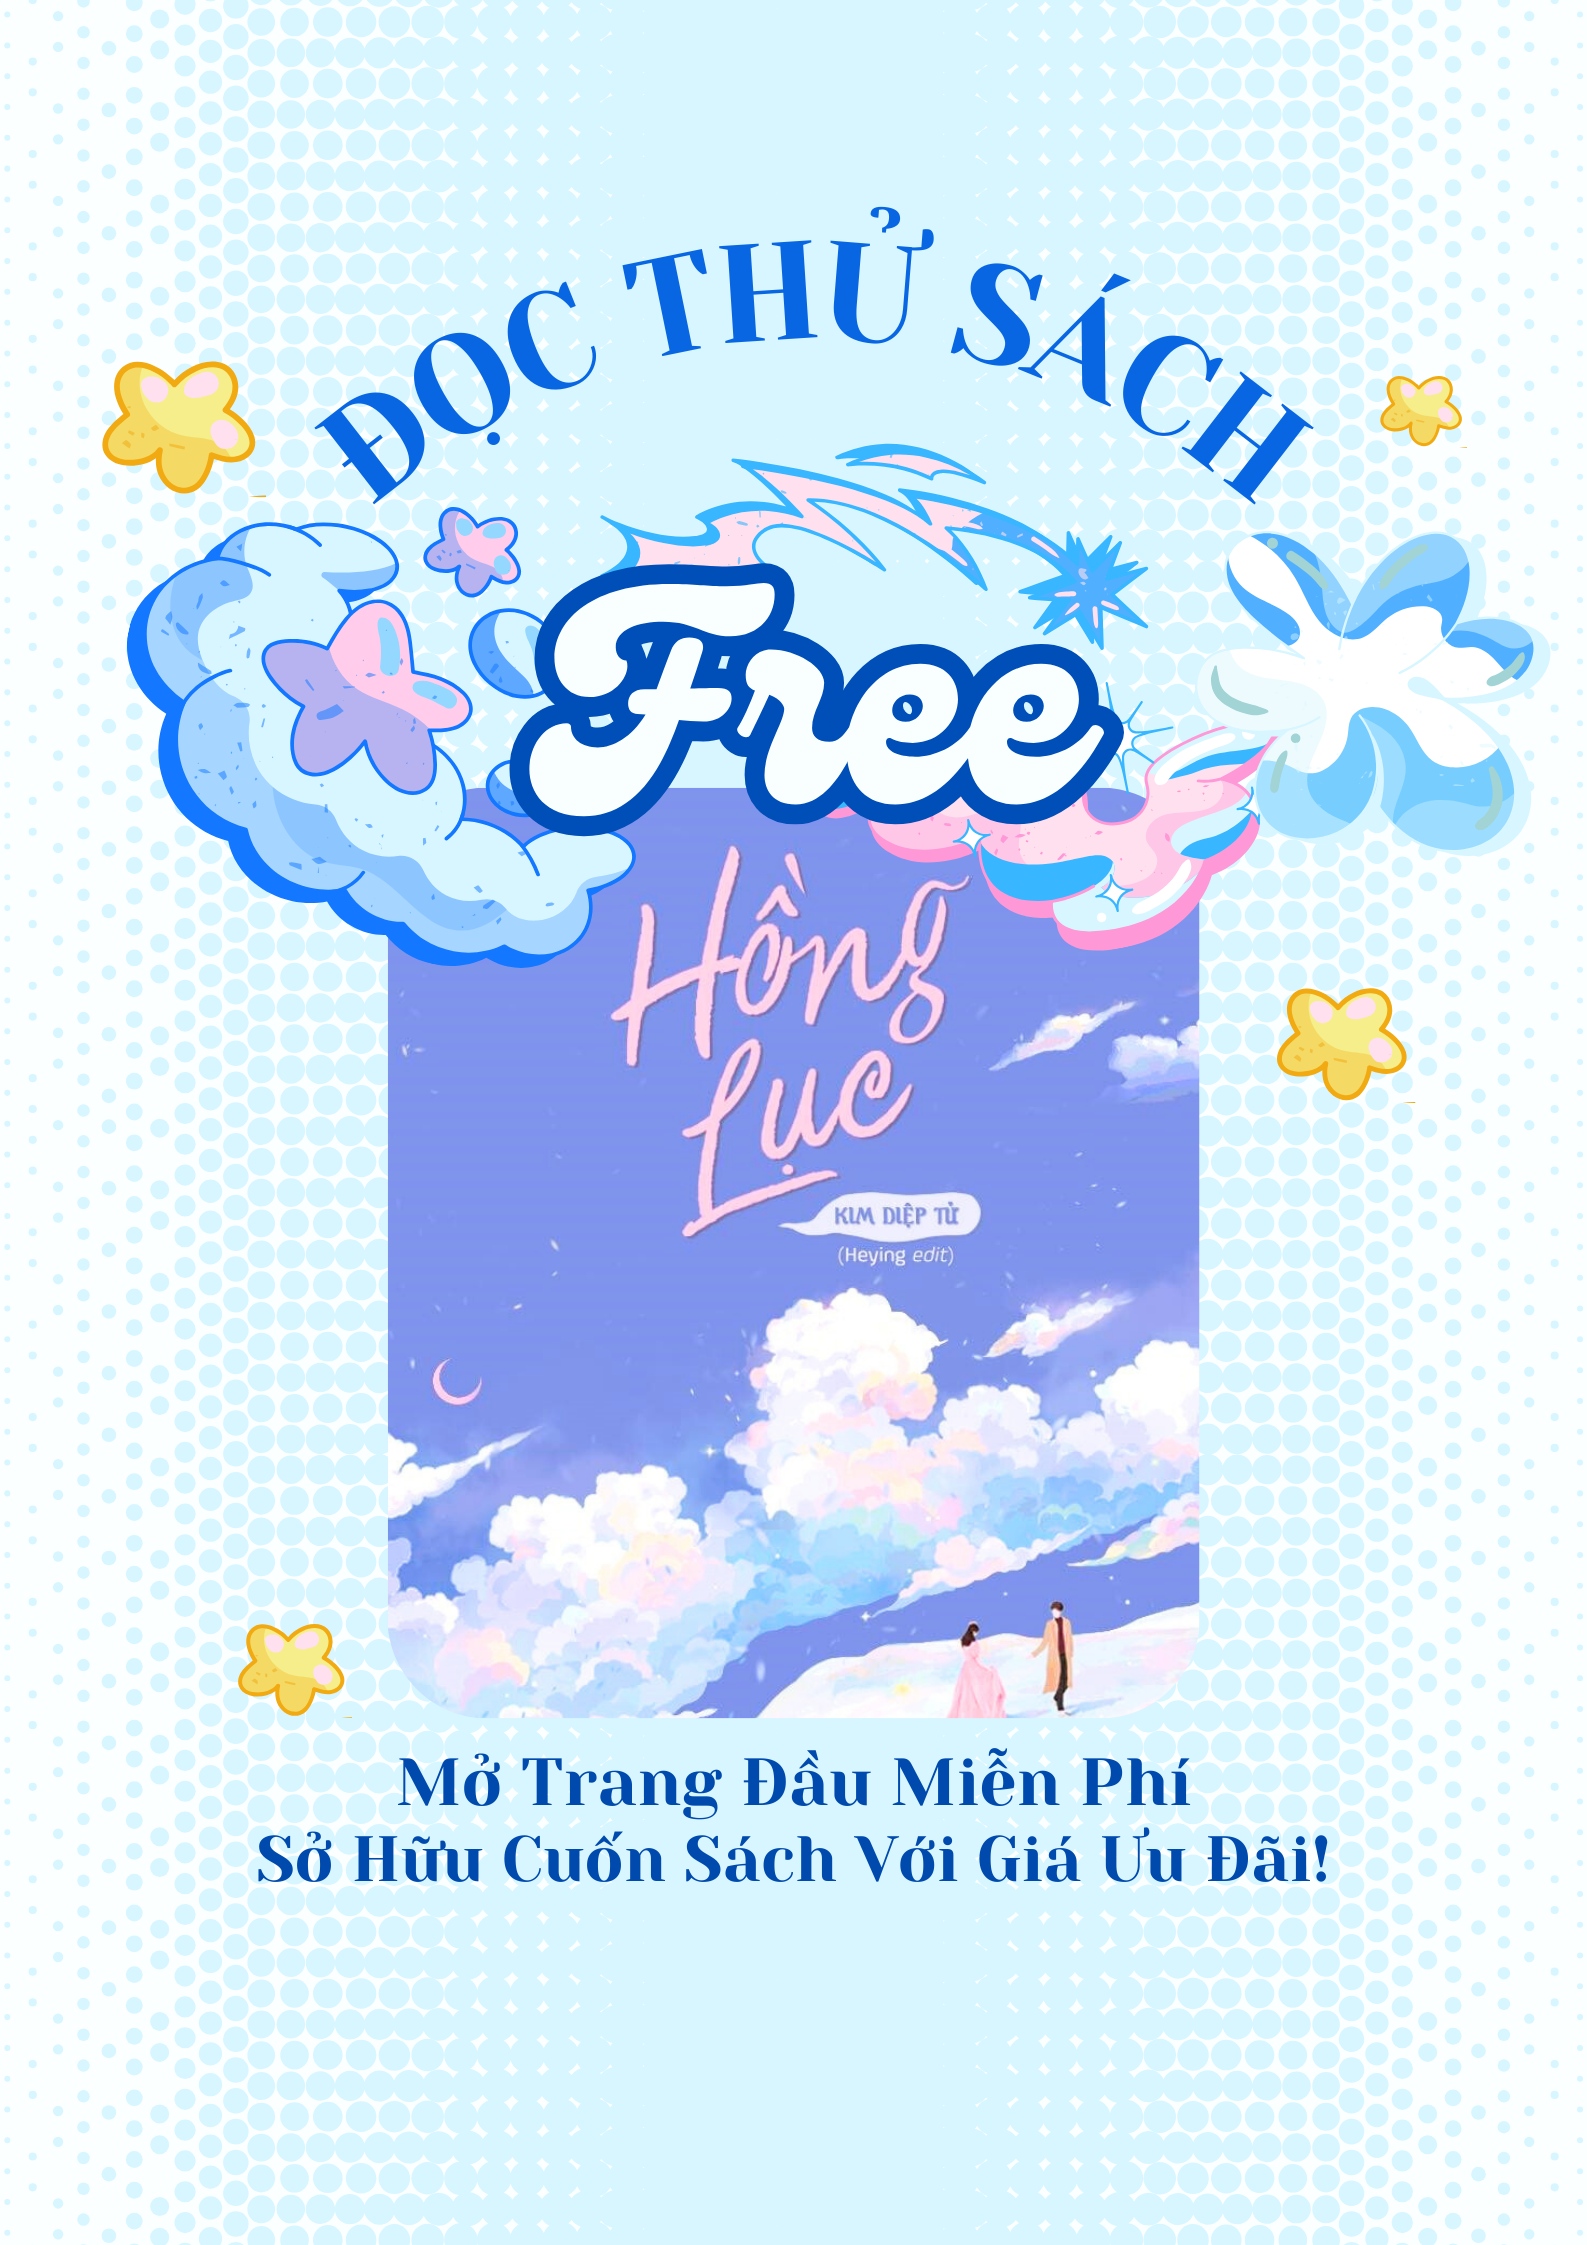 ĐỌC THỬ SÁCH
Free
Hồng
Lục
KIM DIỆP TỬ
(Heying edit)
Mở Trang Đầu Miễn Phí
Sở Hữu Cuốn Sách Với Giá Ưu Đãi!